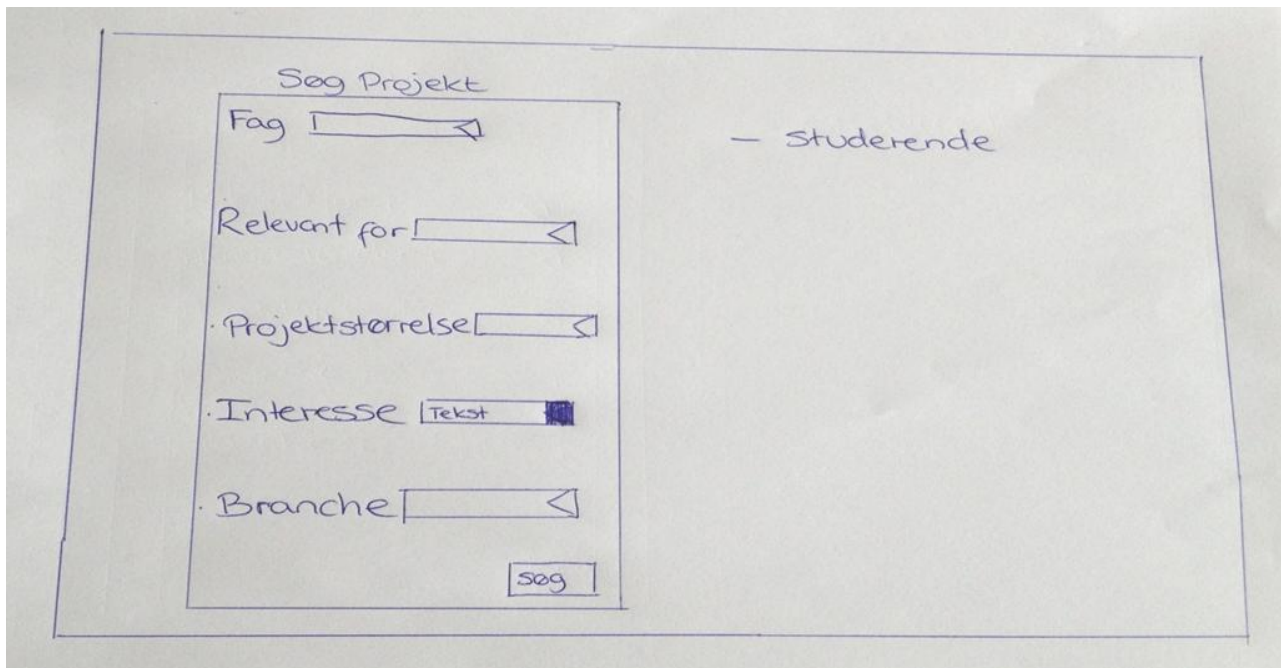 Søg Projekt
Fag
Relevant for
Projektstørrelse
Interesse Tekst
Branche
søg
- Studerende